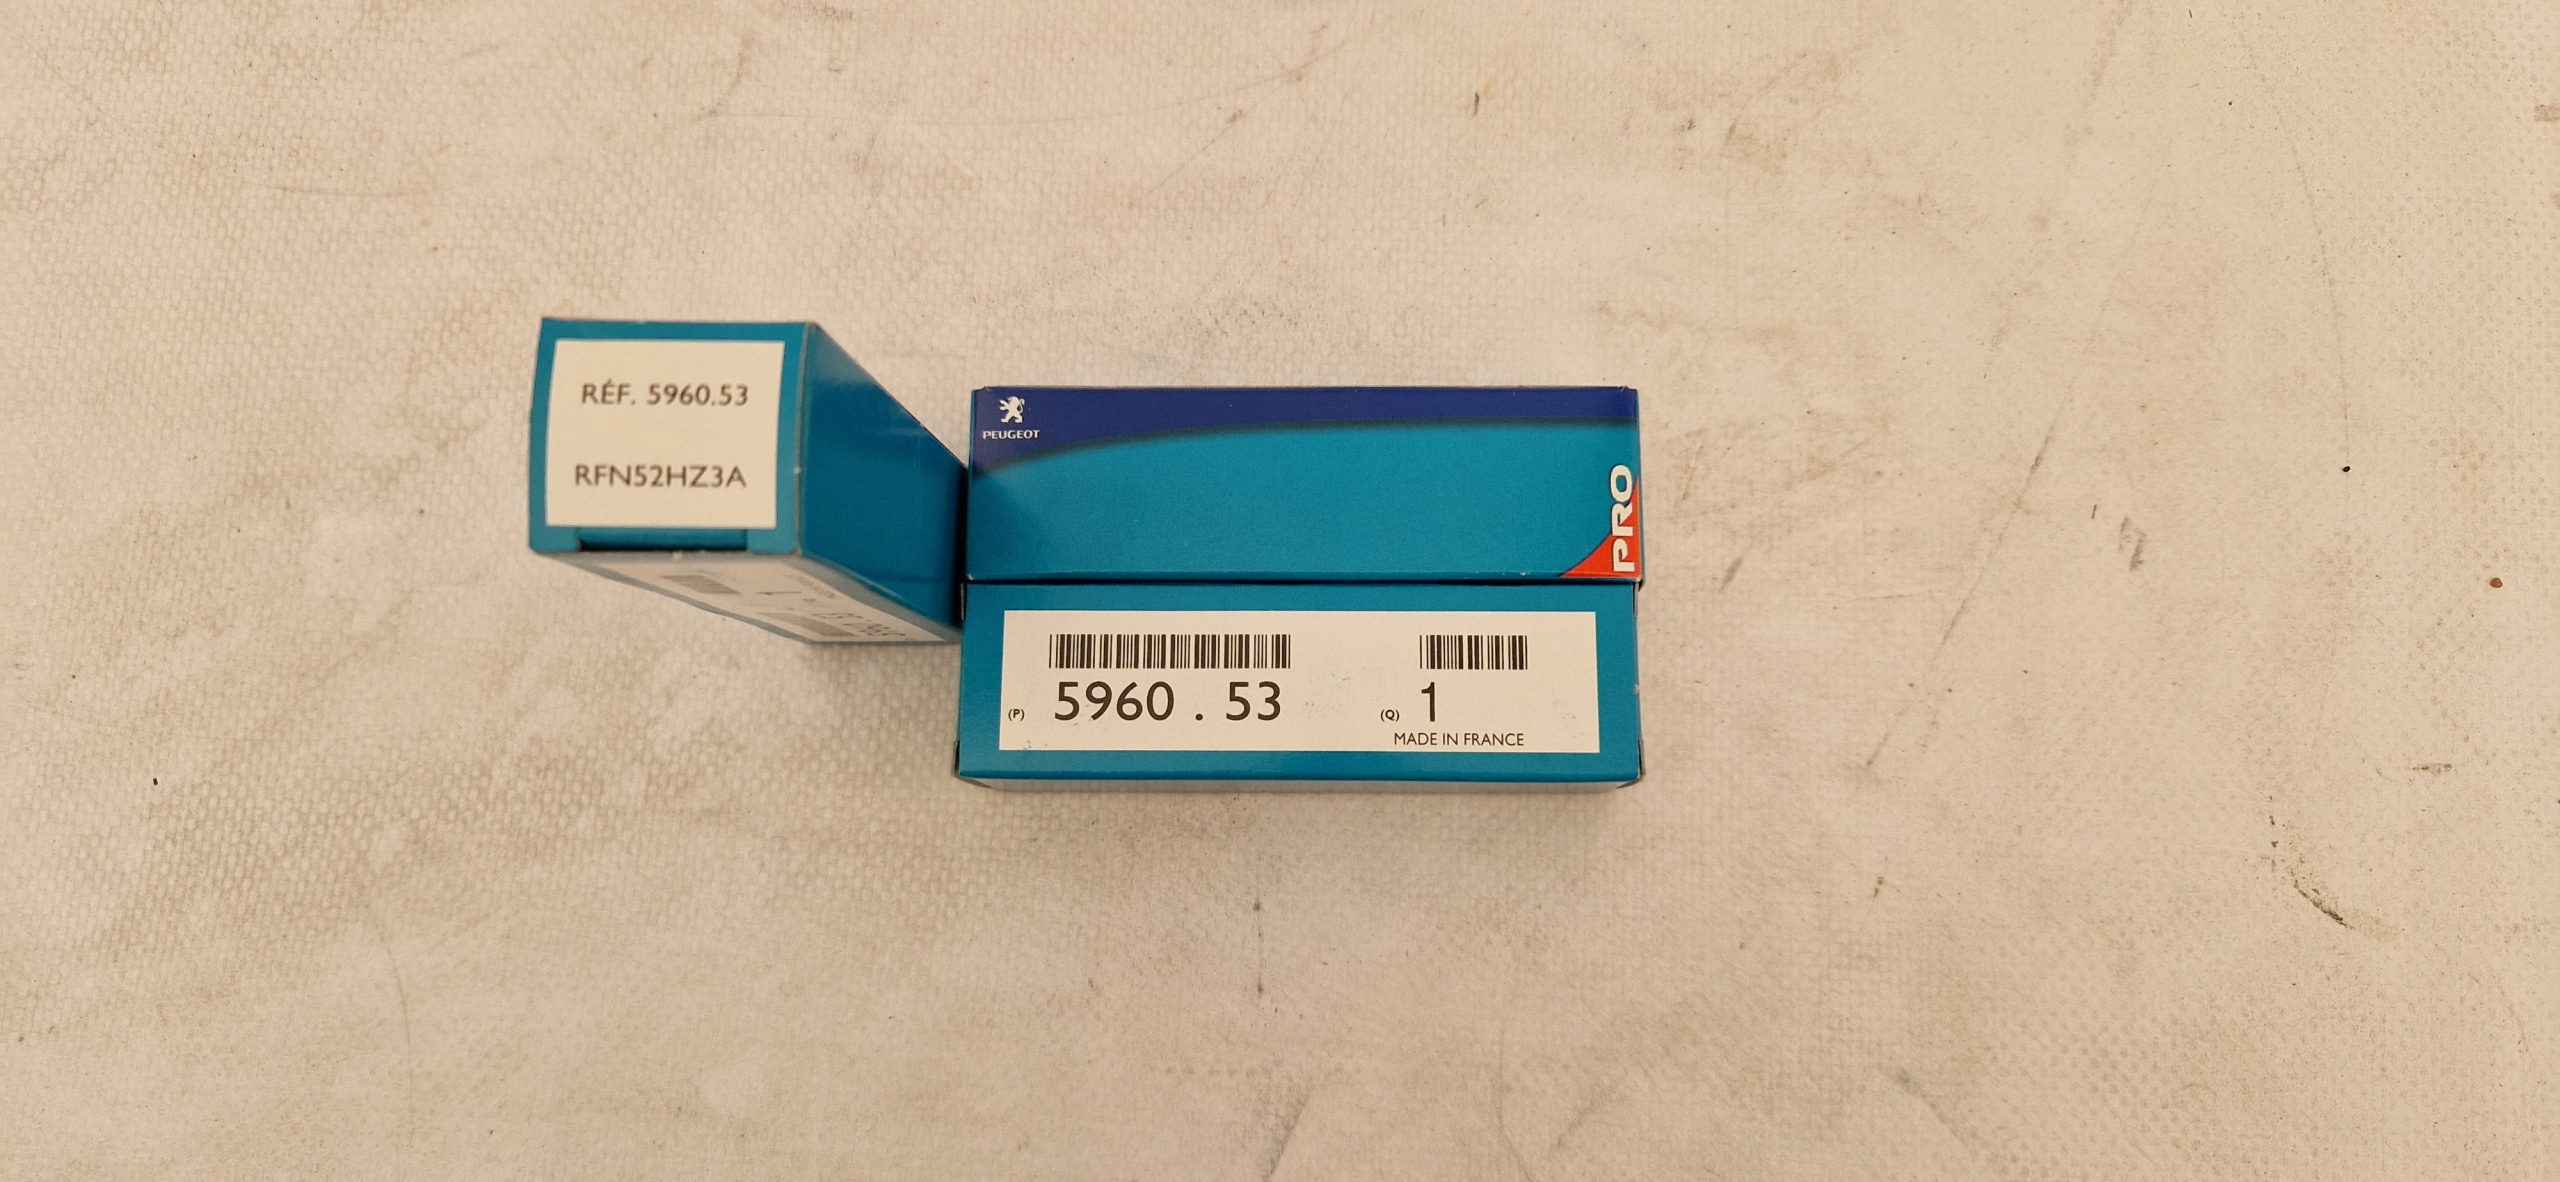 RÉF. 5960.53
RFN52HZ3A
PEUGEOT
PRO
(P) 5960 . 53 (Q) 1
MADE IN FRANCE